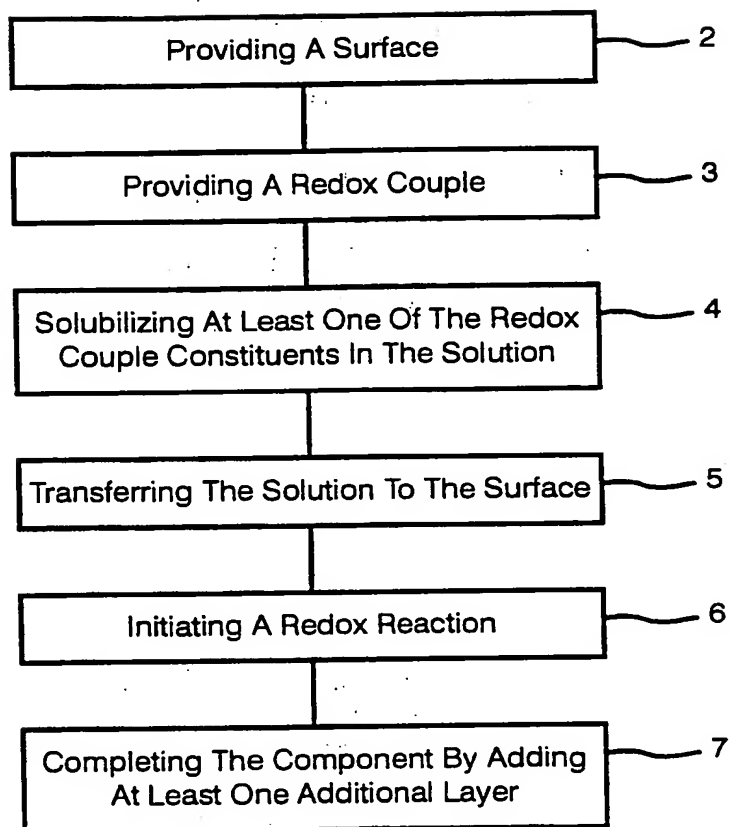 Providing A Surface
2
Providing A Redox Couple
3
Solubilizing At Least One Of The Redox
Couple Constituents In The Solution
4
Transferring The Solution To The Surface
5
Initiating A Redox Reaction
6
Completing The Component By Adding
At Least One Additional Layer
7